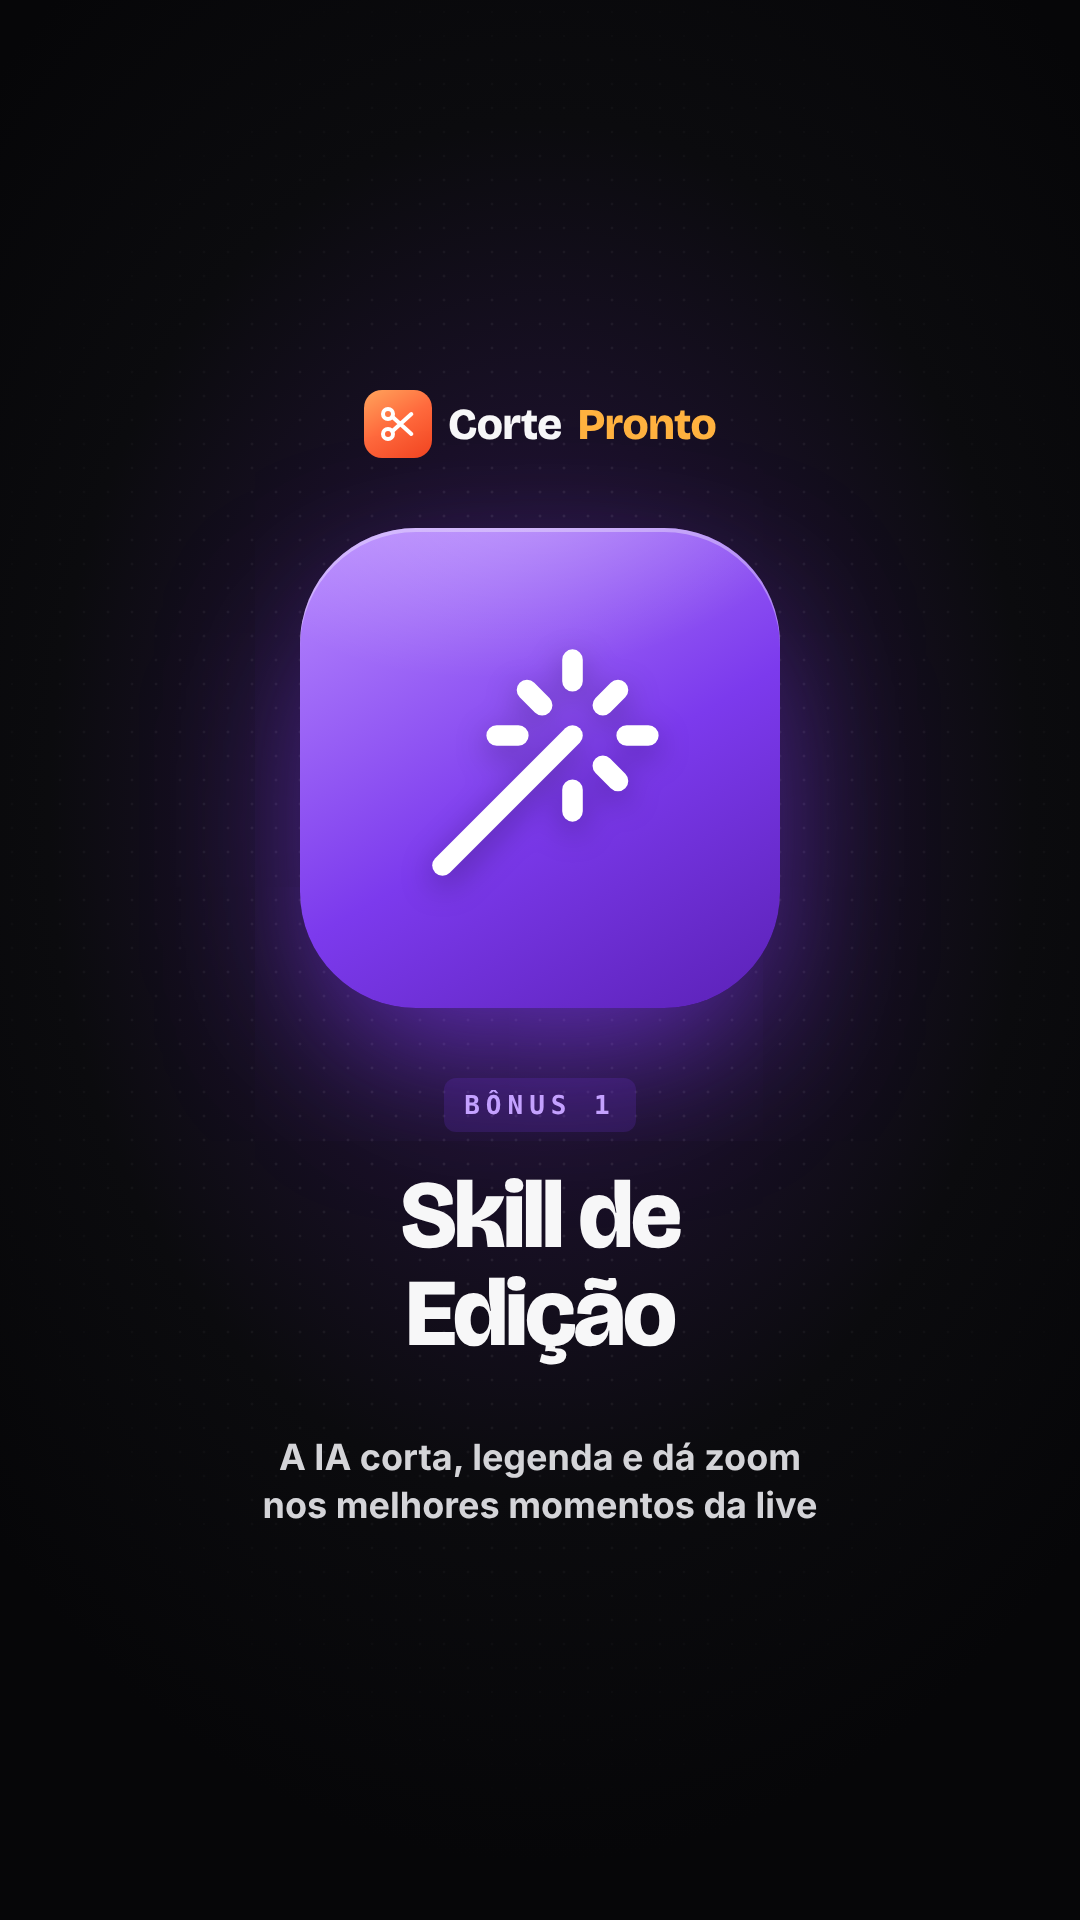 Corte Pronto
BÔNUS 1
Skill de
Edição
A IA corta, legenda e dá zoom
nos melhores momentos da live